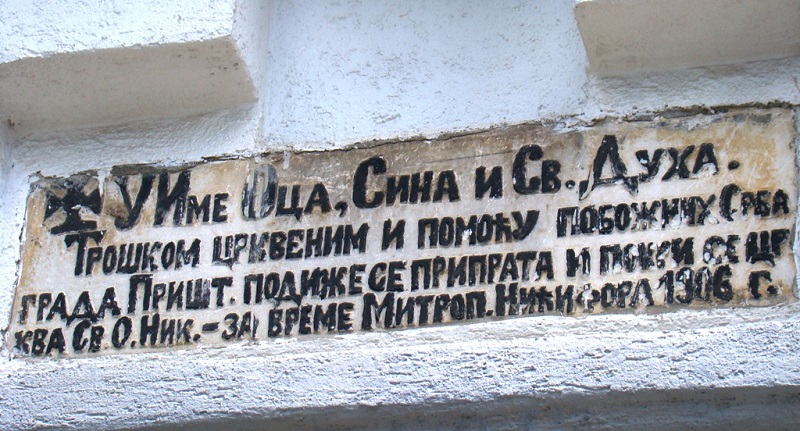 У Име Оца, Сина и Св. Духа.
Трошком црквеним и помоћу побожних Срба
града Пришт. подиже се припрата и покри се цр
ква Св. О. Ник. – за време Митроп. Нићифора 1906 г.